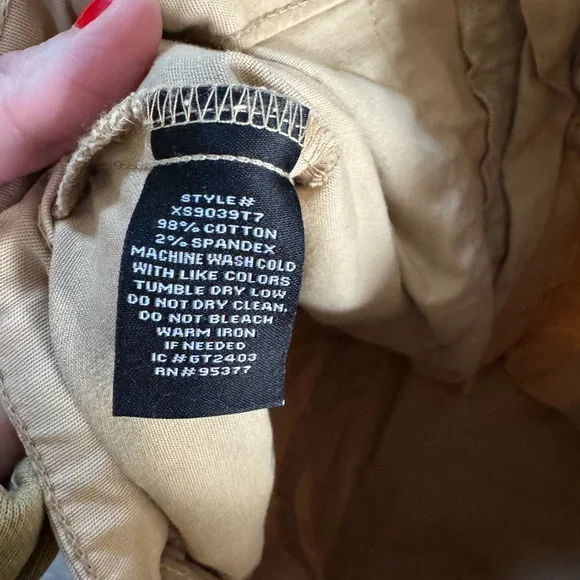 STYLE#
XS9039T7
98% COTTON
2% SPANDEX
MACHINE WASH COLD
WITH LIKE COLORS
TUMBLE DRY LOW
DO NOT DRY CLEAN,
DO NOT BLEACH
WARM IRON
IF NEEDED
IC#GT2403
RN#95377